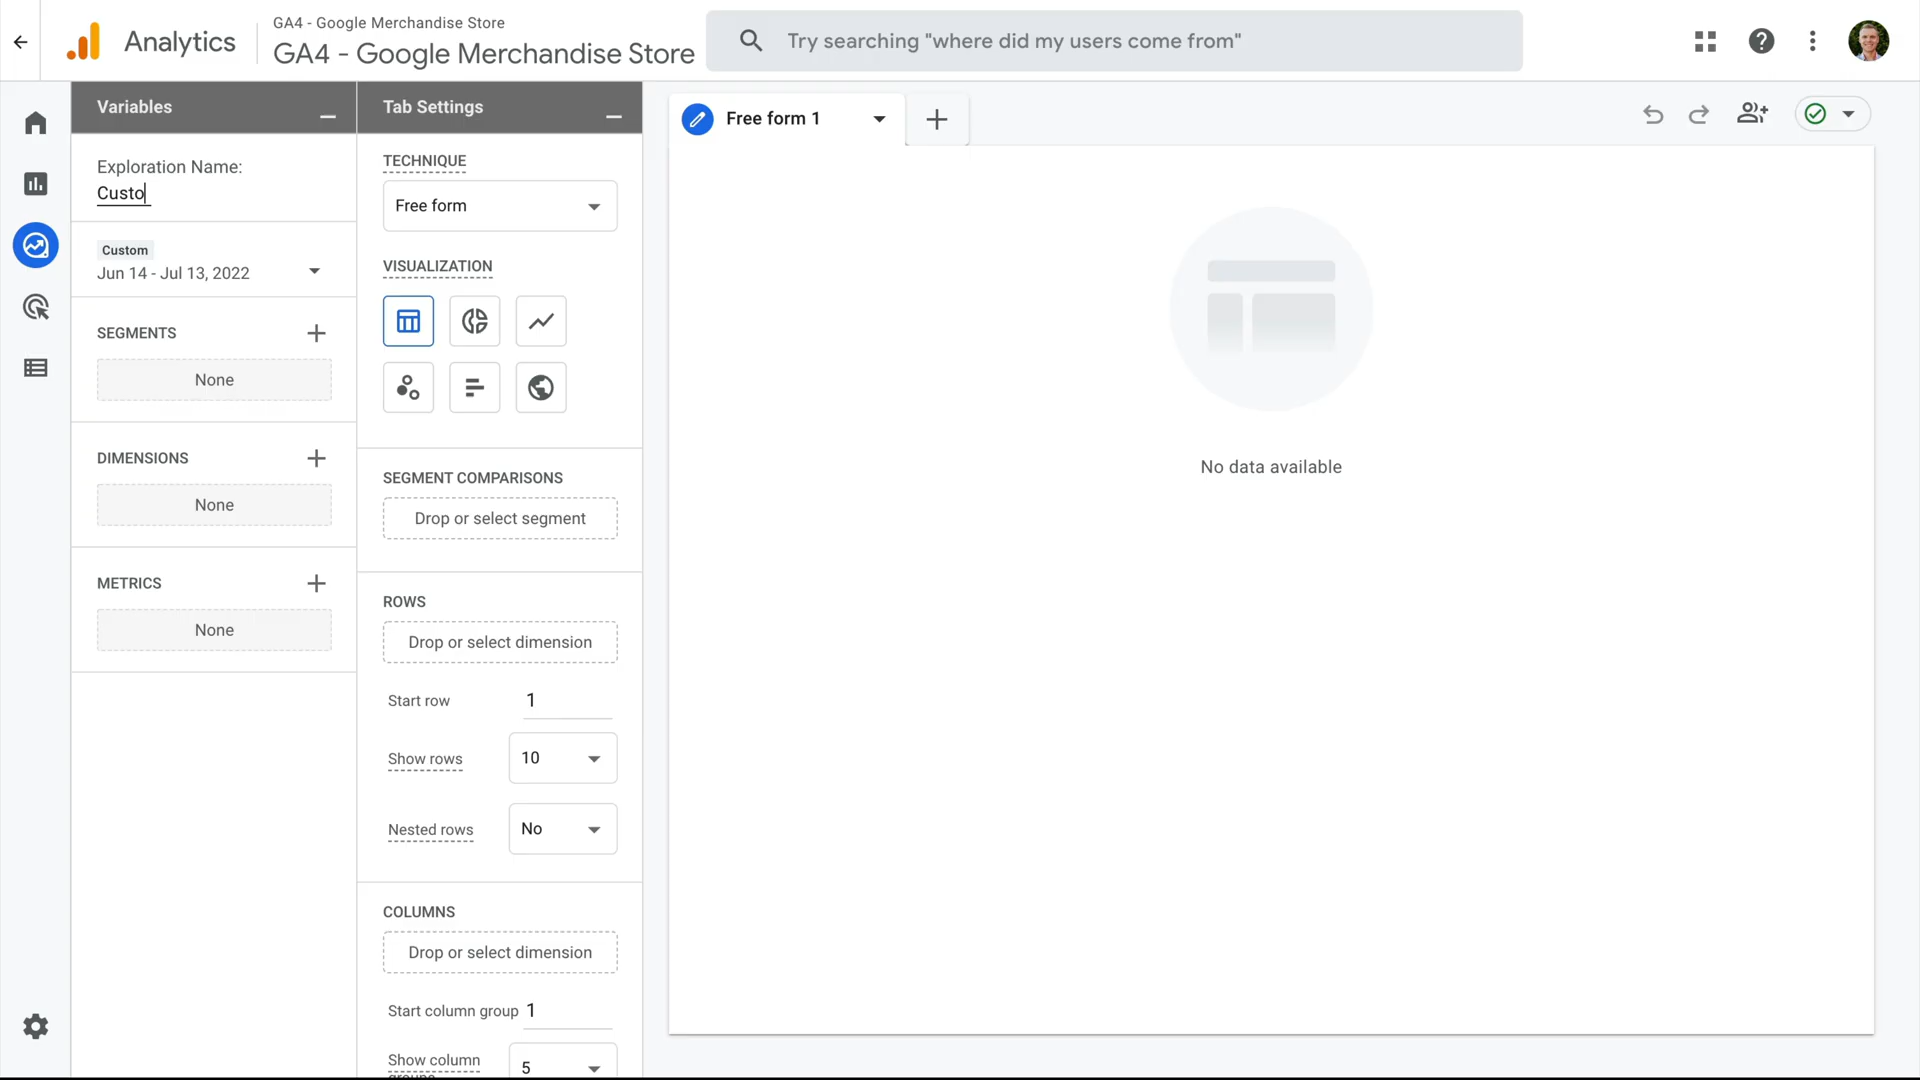 Analytics
GA4 - Google Merchandise Store
GA4 - Google Merchandise Store
Try searching "where did my users come from"
Variables
Exploration Name:
Custo
Custom
Jun 14 - Jul 13, 2022
SEGMENTS
None
DIMENSIONS
None
METRICS
None
Tab Settings
TECHNIQUE
Free form
VISUALIZATION
SEGMENT COMPARISONS
Drop or select segment
ROWS
Drop or select dimension
Start row 1
Show rows 10
Nested rows No
COLUMNS
Drop or select dimension
Start column group 1
Show column
groups
5
Free form 1
No data available